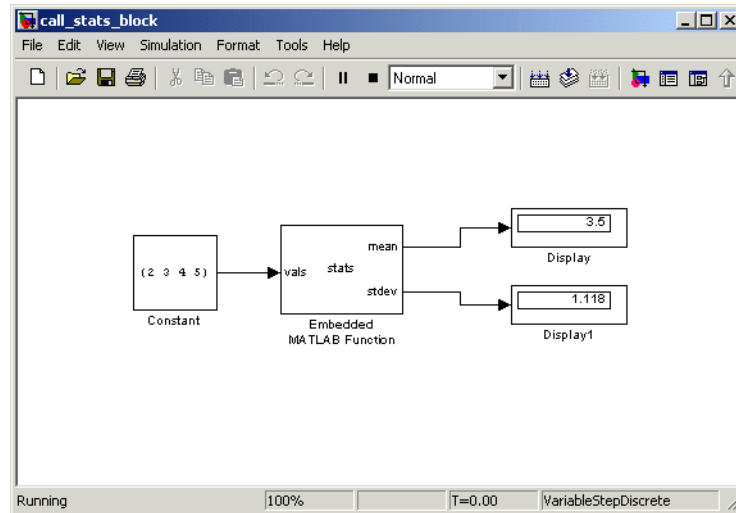 call_stats_block
File Edit View Simulation Format Tools Help
Normal
(2 3 4 5)
Constant
vals
stats
mean
stdev
Embedded
MATLAB Function
3.5
Display
1.118
Display1
Running 100% T=0.00 VariableStepDiscrete